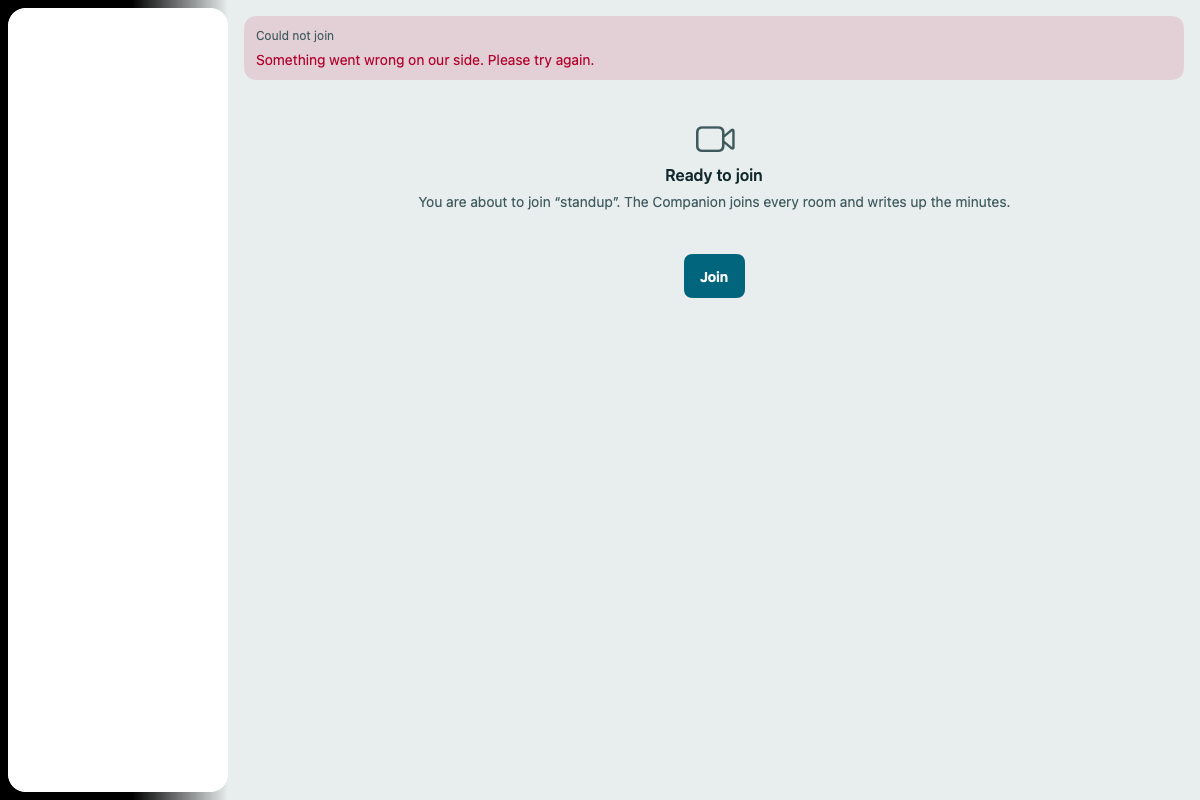 Could not join
Something went wrong on our side. Please try again.
Ready to join
You are about to join “standup”. The Companion joins every room and writes up the minutes.
Join